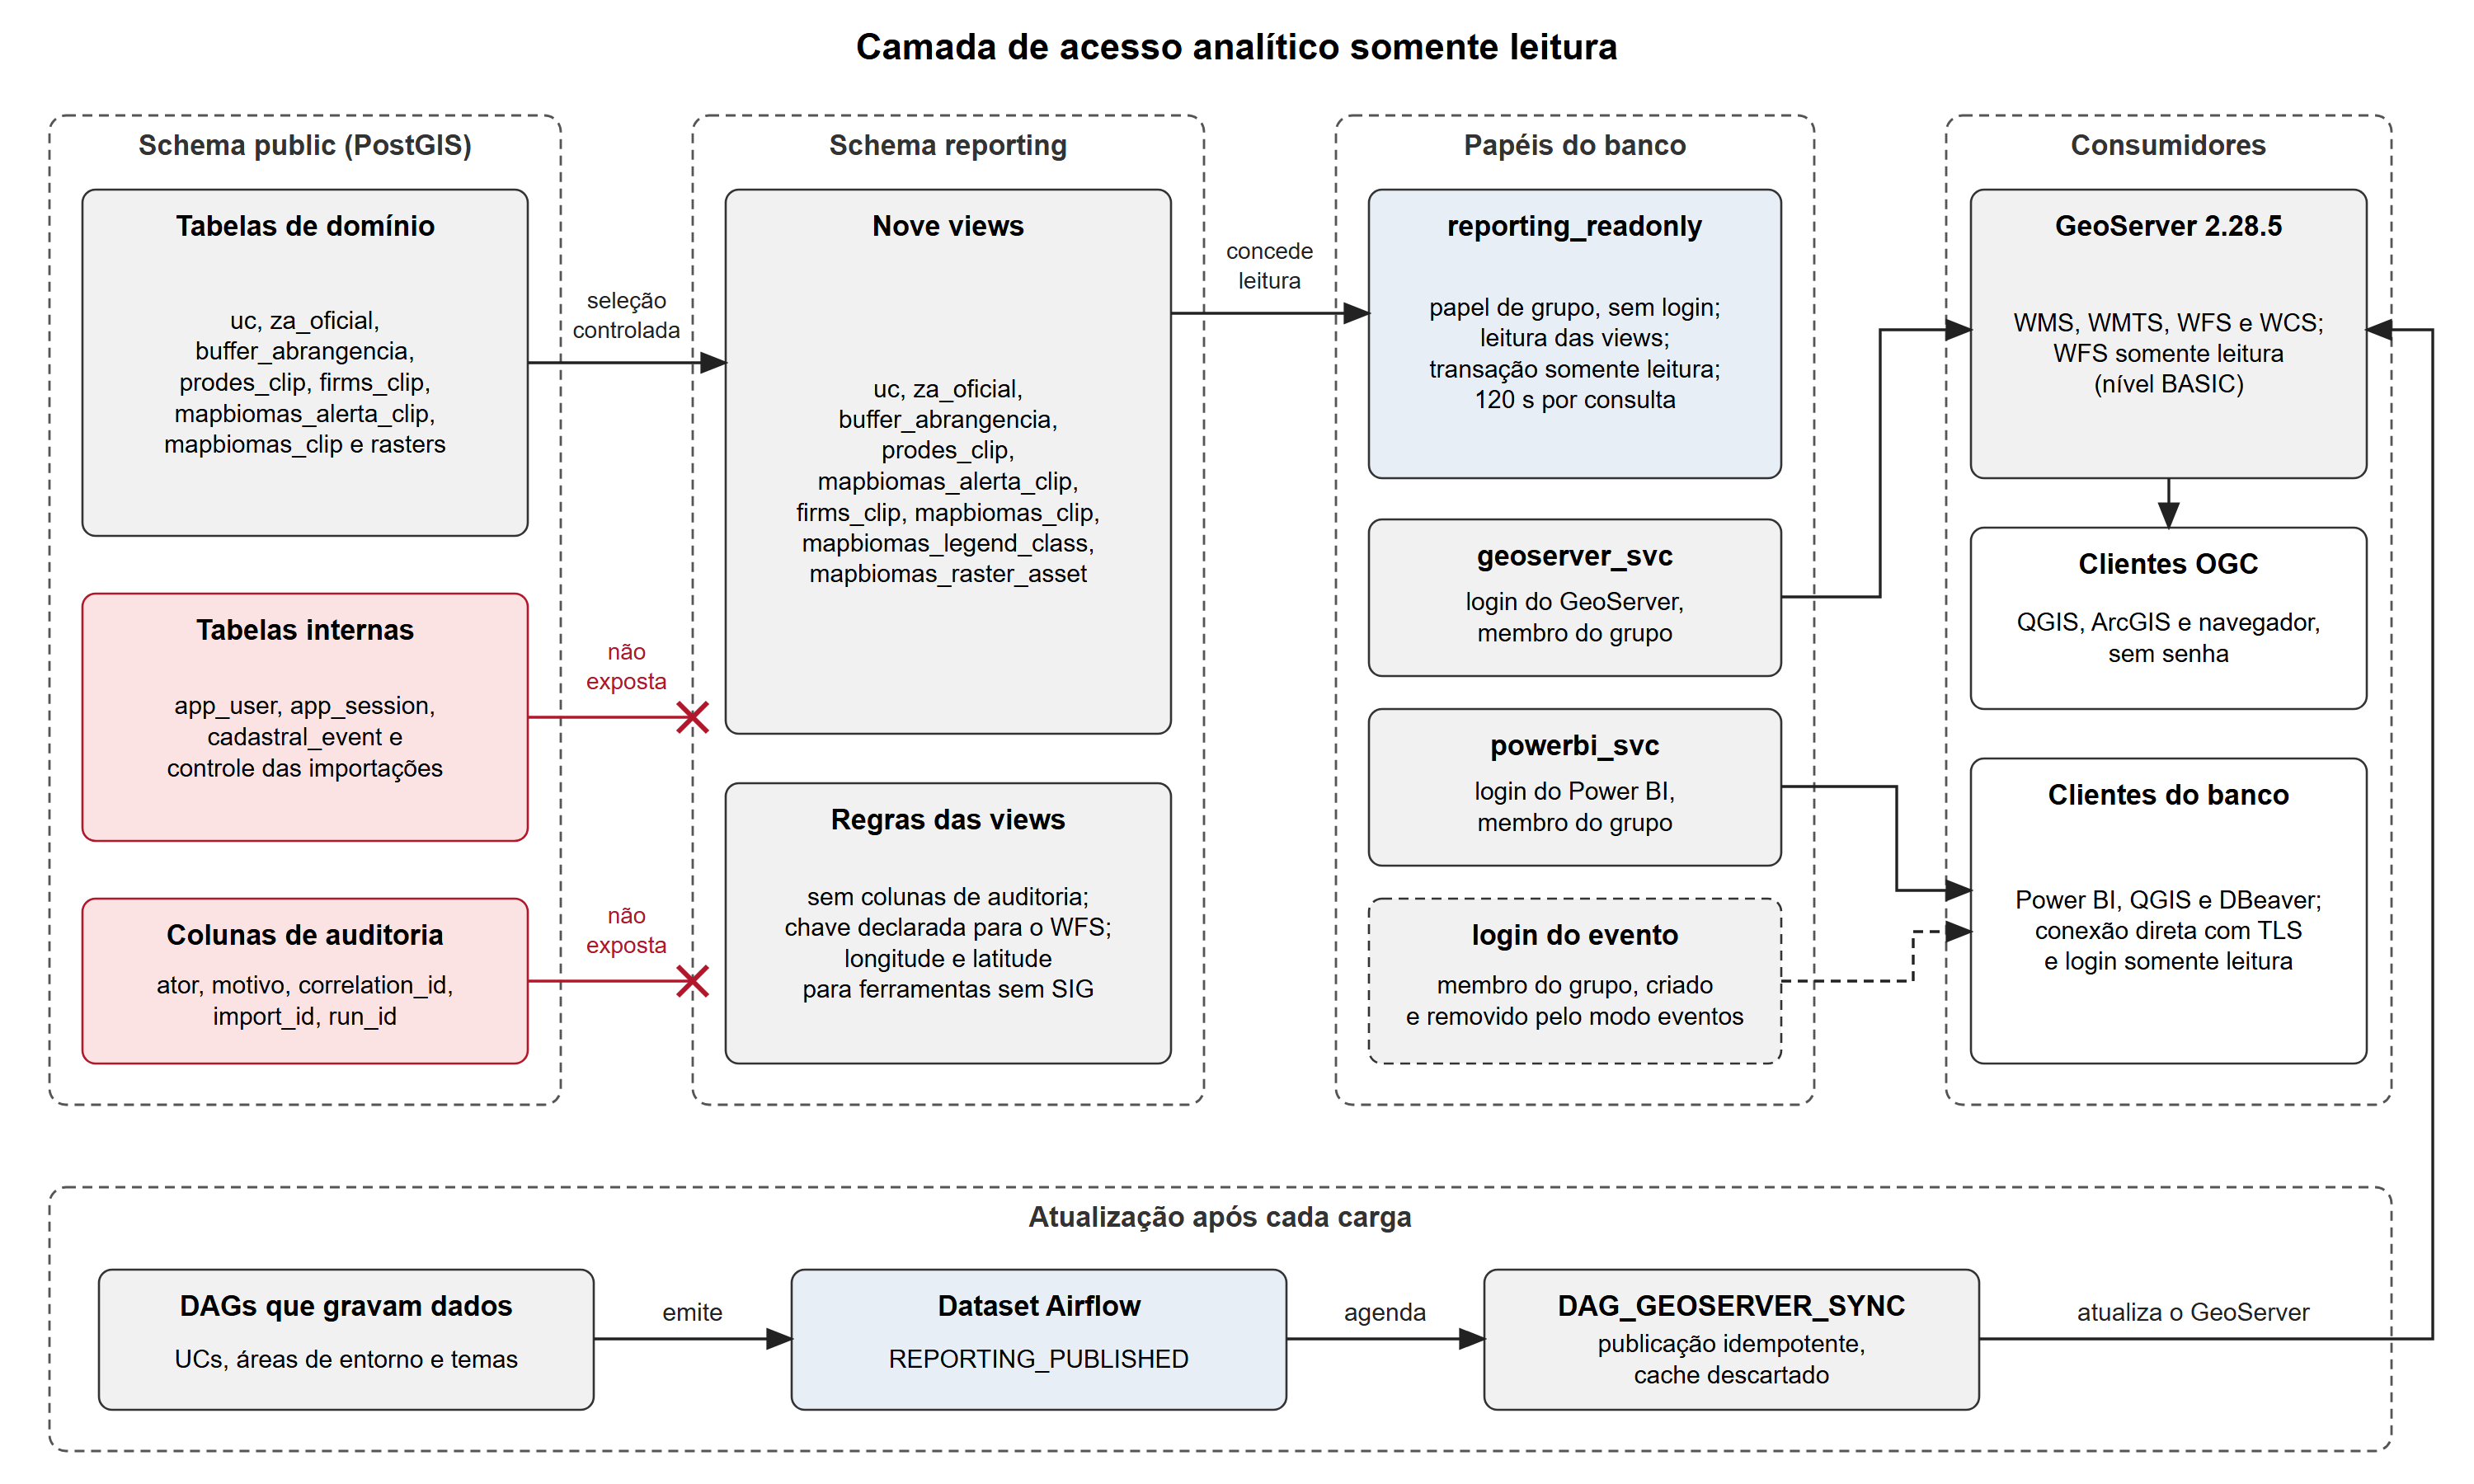 Camada de acesso analítico somente leitura
Schema public (PostGIS)
Tabelas de domínio
uc, za_oficial,
buffer_abrangencia,
prodes_clip, firms_clip,
mapbiomas_alerta_clip,
mapbiomas_clip e rasters
Tabelas internas
app_user, app_session,
cadastral_event e
controle das importações
Colunas de auditoria
ator, motivo, correlation_id,
import_id, run_id
seleção
controlada
não
exposta
não
exposta
Schema reporting
Nove views
uc, za_oficial,
buffer_abrangencia,
prodes_clip,
mapbiomas_alerta_clip,
firms_clip, mapbiomas_clip,
mapbiomas_legend_class,
mapbiomas_raster_asset
Regras das views
sem colunas de auditoria;
chave declarada para o WFS;
longitude e latitude
para ferramentas sem SIG
concede
leitura
Papéis do banco
reporting_readonly
papel de grupo, sem login;
leitura das views;
transação somente leitura;
120 s por consulta
geoserver_svc
login do GeoServer,
membro do grupo
powerbi_svc
login do Power BI,
membro do grupo
login do evento
membro do grupo, criado
e removido pelo modo eventos
Consumidores
GeoServer 2.28.5
WMS, WMTS, WFS e WCS;
WFS somente leitura
(nível BASIC)
Clientes OGC
QGIS, ArcGIS e navegador,
sem senha
Clientes do banco
Power BI, QGIS e DBeaver;
conexão direta com TLS
e login somente leitura
Atualização após cada carga
DAGs que gravam dados
UCs, áreas de entorno e temas
emite
Dataset Airflow
REPORTING_PUBLISHED
agenda
DAG_GEOSERVER_SYNC
publicação idempotente,
cache descartado
atualiza o GeoServer